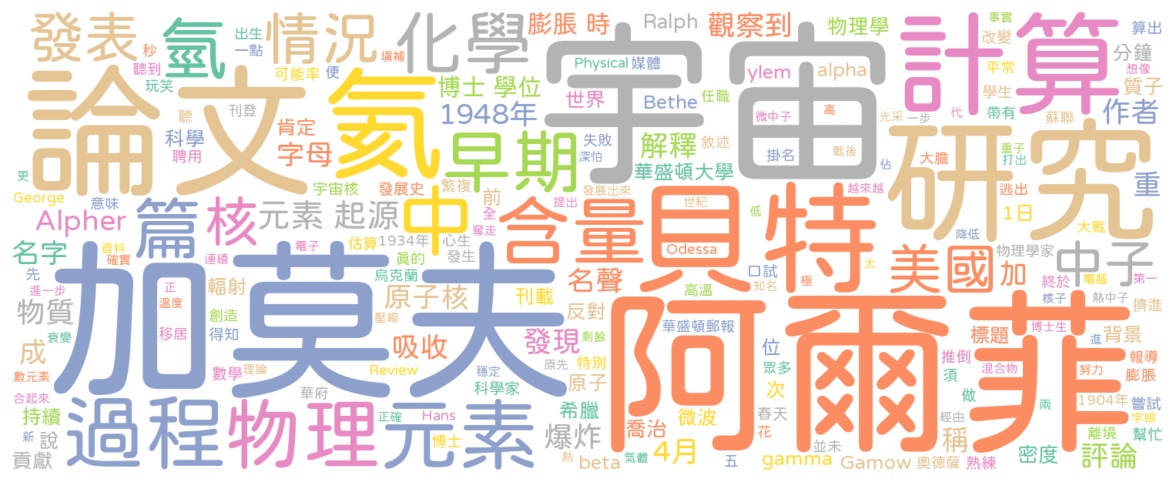 發表 氫 情況 化學 膨脹 時 Ralph 觀察到 物理學 事實 算出
秒 出生 一點 填補 改變 分鐘 想像
聽到 可能率 便 Physical 媒體 ylem alpha 平常 質子
玩笑 博士 學位 世界 Bethe 任職 學生 帶有 作者
論文 氦 1948年 宇宙 計算
聽 刊登 微中子 高 光采 一步 代 蘇聯
科學 肯定 失敗 敘述 重子
聘用 字母 早期 解釋 深怕 掛名 戰後 佔 大膽 打出 研究
更 宇宙核 華盛頓大學 越來越 逃出 重
George 意味 發展史 繁複 前 發展出來 世紀 1日 大戰
Alpher 篇 核 元素 起源 中 全 提出 含量 貝特 低 降低 物理學家 中子
名字 資料 電子 1934年 心生 奪走 Odessa 美國 加
先 確實 連續 估算 真的 發生 名聲 口試 終於 電腦 第一
進一步 正 輻射 烏克蘭 極 太 核子 熱中子
物質 溫度 創造 原子核 刊載 高溫 知名 擠進
衰變 移居 得知 壓縮 反對 華盛頓郵報 標題 博士生 進 背景
成 加莫夫 吸收 發現 剩餘 位 阿爾菲 推倒 報導
數元素 數學 理論 Review 原先 特別 眾多 須 混合物 努力 膨脹
合起來 華府 穩定 科學家 原子 次 做 1904年 嘗試
持續 過程 物理 正確 Hans 元素 希臘 微波 春天 稱 經由 兩 字眼
新 說 博士 爆炸 喬治 花 並未 離境 幫忙
貢獻 熱 beta 氣體 4月 五 gamma Gamow 奧德薩 熟練 密度 評論